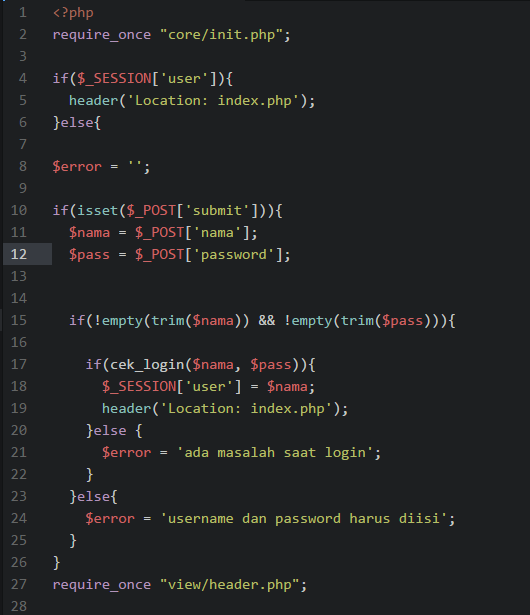 1 <?php
2 require_once "core/init.php";
3
4 if($_SESSION['user']){
5   header('Location: index.php');
6 }else{
7
8 $error = '';
9
10 if(isset($_POST['submit'])){
11   $nama = $_POST['nama'];
12   $pass = $_POST['password'];
13
14
15   if(!empty(trim($nama)) && !empty(trim($pass))){
16
17     if(cek_login($nama, $pass)){
18       $_SESSION['user'] = $nama;
19       header('Location: index.php');
20     }else {
21       $error = 'ada masalah saat login';
22     }
23   }else{
24     $error = 'username dan password harus diisi';
25   }
26 }
27 require_once "view/header.php";
28